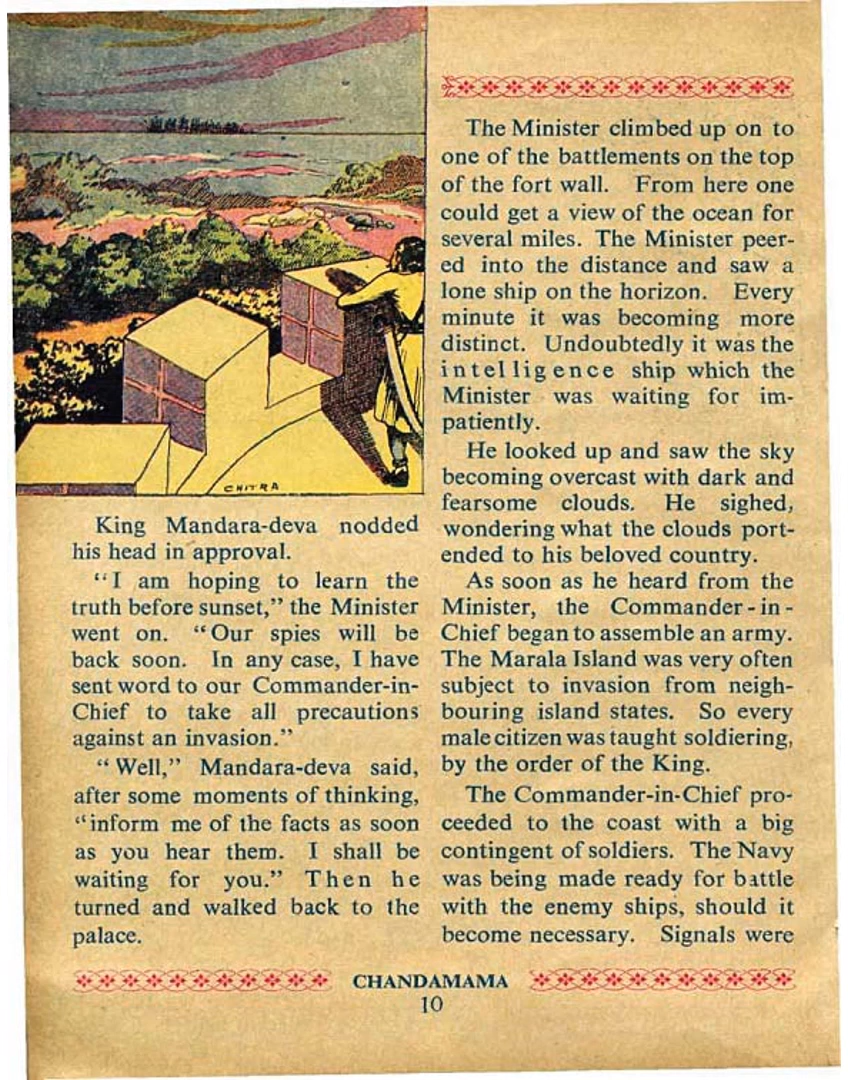 CHITRA
King Mandara-deva nodded
his head in approval.
"I am hoping to learn the
truth before sunset," the Minister
went on. "Our spies will be
back soon. In any case, I have
sent word to our Commander-in-
Chief to take all precautions
against an invasion."
"Well," Mandara-deva said,
after some moments of thinking,
"inform me of the facts as soon
as you hear them. I shall be
waiting for you." Then he
turned and walked back to the
palace.
The Minister climbed up on to
one of the battlements on the top
of the fort wall. From here one
could get a view of the ocean for
several miles. The Minister peer-
ed into the distance and saw a
lone ship on the horizon. Every
minute it was becoming more
distinct. Undoubtedly it was the
intelligence ship which the
Minister was waiting for im-
patiently.
He looked up and saw the sky
becoming overcast with dark and
fearsome clouds. He sighed,
wondering what the clouds port-
ended to his beloved country.
As soon as he heard from the
Minister, the Commander-in-
Chief began to assemble an army.
The Marala Island was very often
subject to invasion from neigh-
bouring island states. So every
male citizen was taught soldiering,
by the order of the King.
The Commander-in-Chief pro-
ceeded to the coast with a big
contingent of soldiers. The Navy
was being made ready for battle
with the enemy ships, should it
become necessary. Signals were
CHANDAMAMA
10